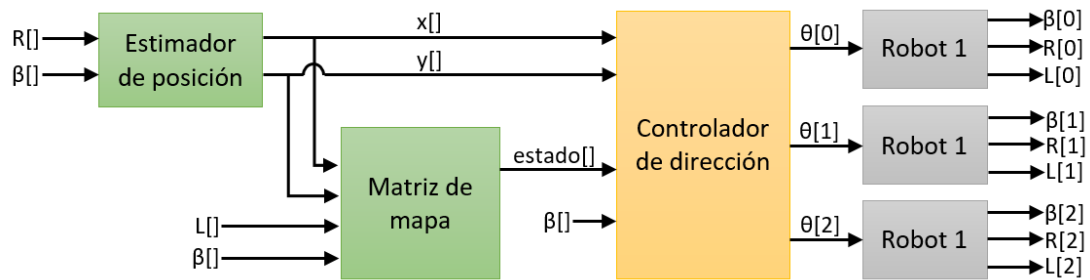 R[]
β[]
Estimador
de posición
x[]
y[]
L[]
β[]
Matriz de
mapa
estado[]
β[]
Controlador
de dirección
θ[0]
Robot 1
β[0]
R[0]
L[0]
θ[1]
Robot 1
β[1]
R[1]
L[1]
θ[2]
Robot 1
β[2]
R[2]
L[2]